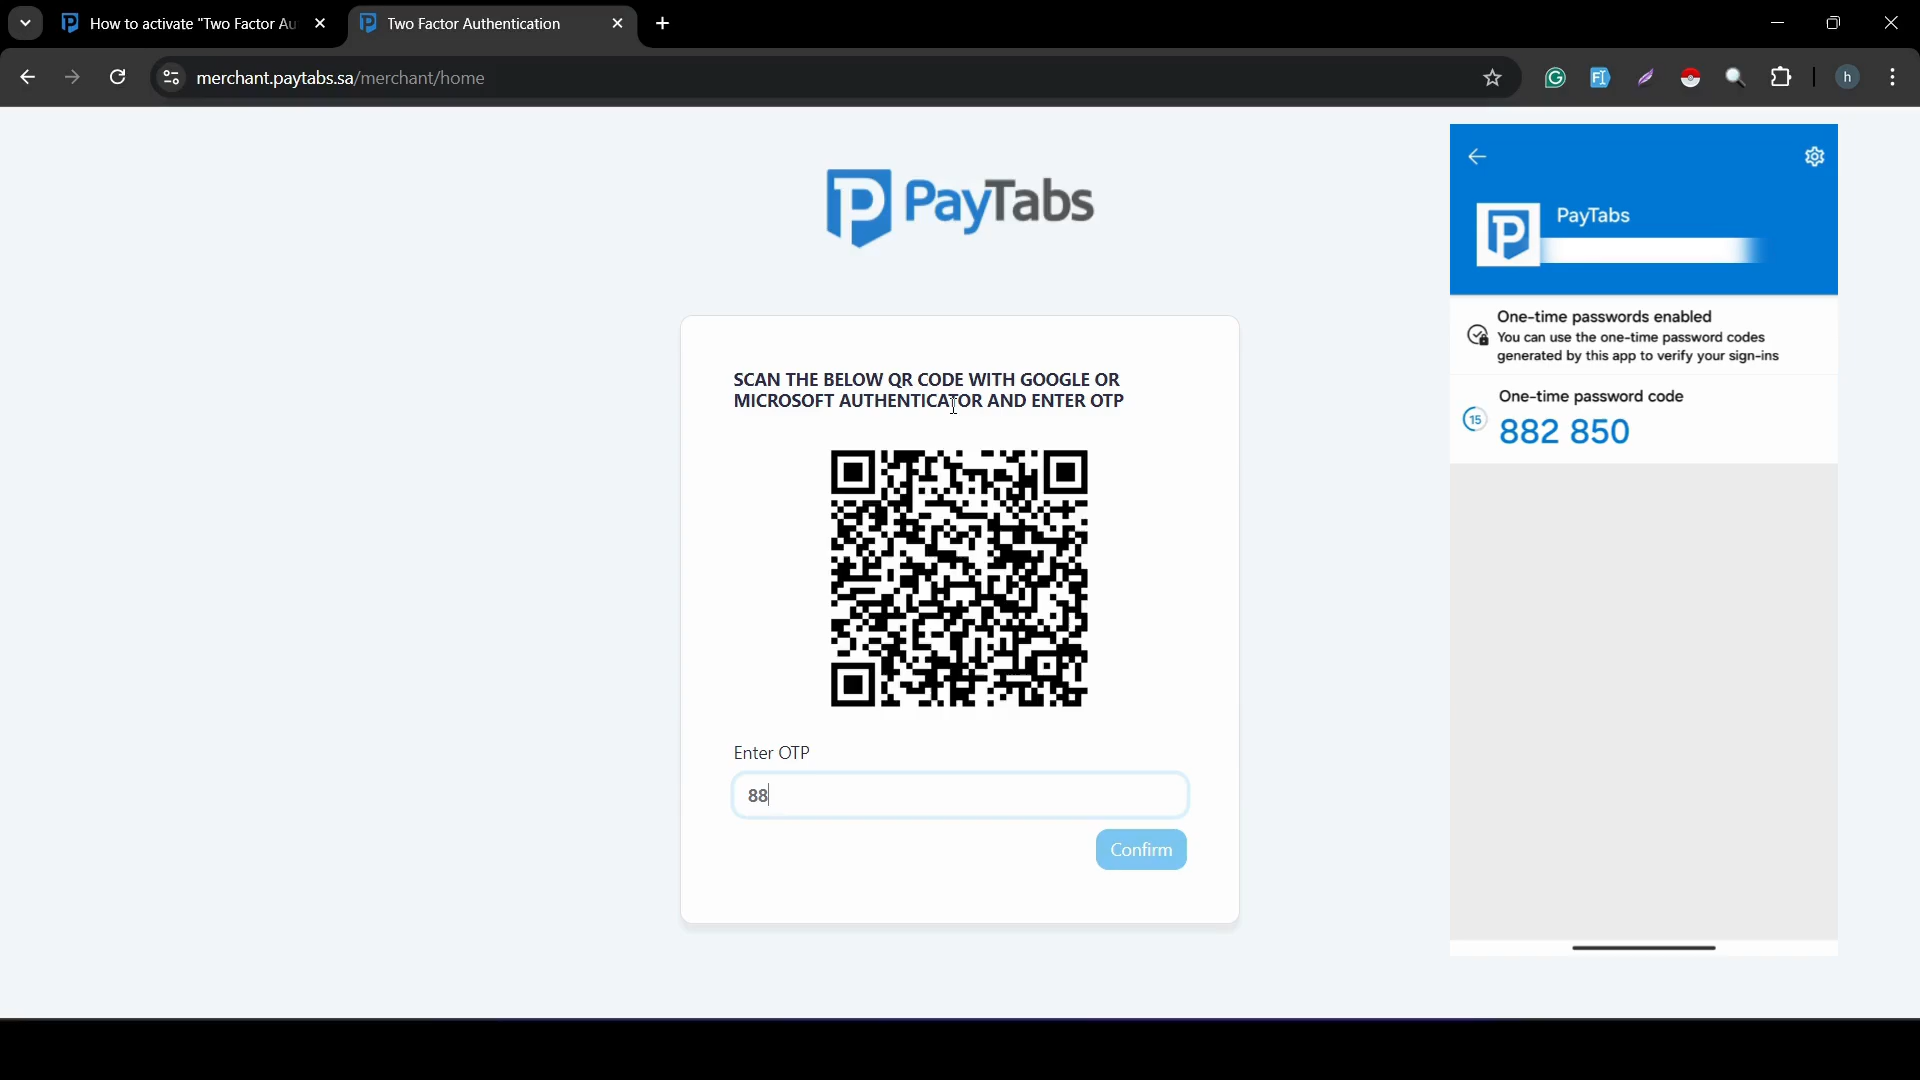 How to activate "Two Factor Au
Two Factor Authentication
merchant.paytabs.sa/merchant/home
h
PayTabs
SCAN THE BELOW QR CODE WITH GOOGLE OR
MICROSOFT AUTHENTICATOR AND ENTER OTP
Enter OTP
88
Confirm
PayTabs
One-time passwords enabled
You can use the one-time password codes
generated by this app to verify your sign-ins
One-time password code
15
882 850